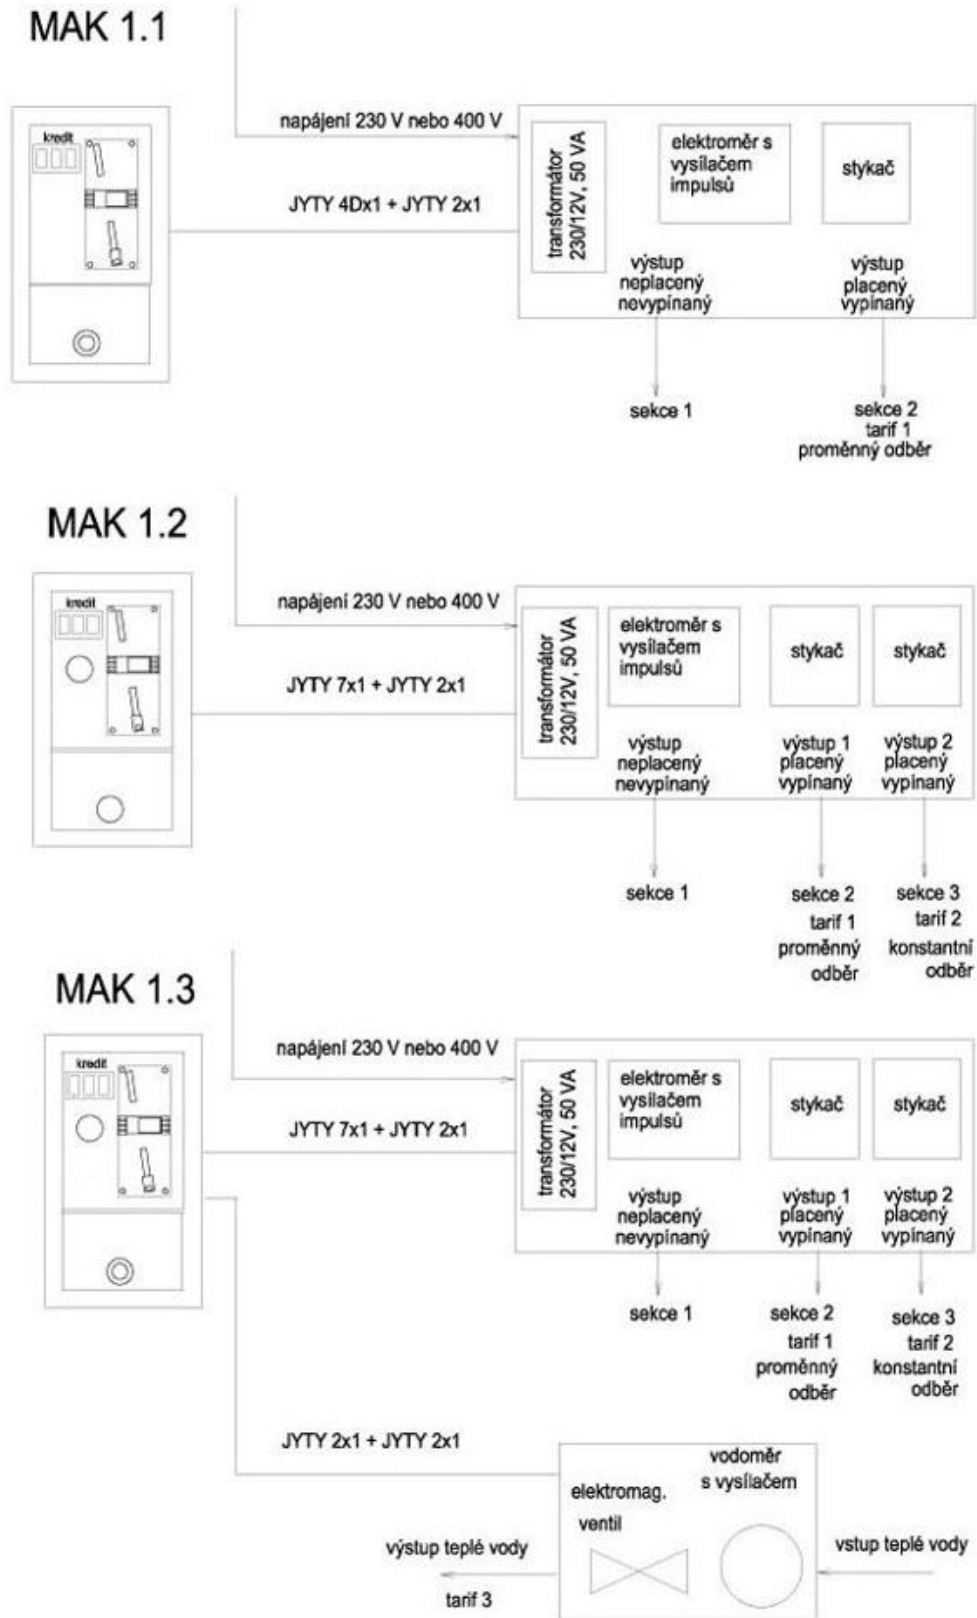 MAK 1.1
kredit
napájení 230 V nebo 400 V
JYTY 4Dx1 + JYTY 2x1
transformátor
230/12V, 50 VA
elektroměr s
vysílačem
impulsů
stykač
výstup
neplacený
nevypínaný
výstup
placený
vypínaný
sekce 1
sekce 2
tarif 1
proměnný odběr
MAK 1.2
kredit
napájení 230 V nebo 400 V
JYTY 7x1 + JYTY 2x1
transformátor
230/12V, 50 VA
elektroměr s
vysílačem
impulsů
stykač
stykač
výstup
neplacený
nevypínaný
výstup 1
placený
vypínaný
výstup 2
placený
vypínaný
sekce 1
sekce 2
tarif 1
proměnný
odběr
sekce 3
tarif 2
konstantní
odběr
MAK 1.3
kredit
napájení 230 V nebo 400 V
JYTY 7x1 + JYTY 2x1
transformátor
230/12V, 50 VA
elektroměr s
vysílačem
impulsů
stykač
stykač
výstup
neplacený
nevypínaný
výstup 1
placený
vypínaný
výstup 2
placený
vypínaný
sekce 1
sekce 2
tarif 1
proměnný
odběr
sekce 3
tarif 2
konstantní
odběr
JYTY 2x1 + JYTY 2x1
elektromag.
ventil
vodoměr
s vysílačem
výstup teplé vody
tarif 3
vstup teplé vody